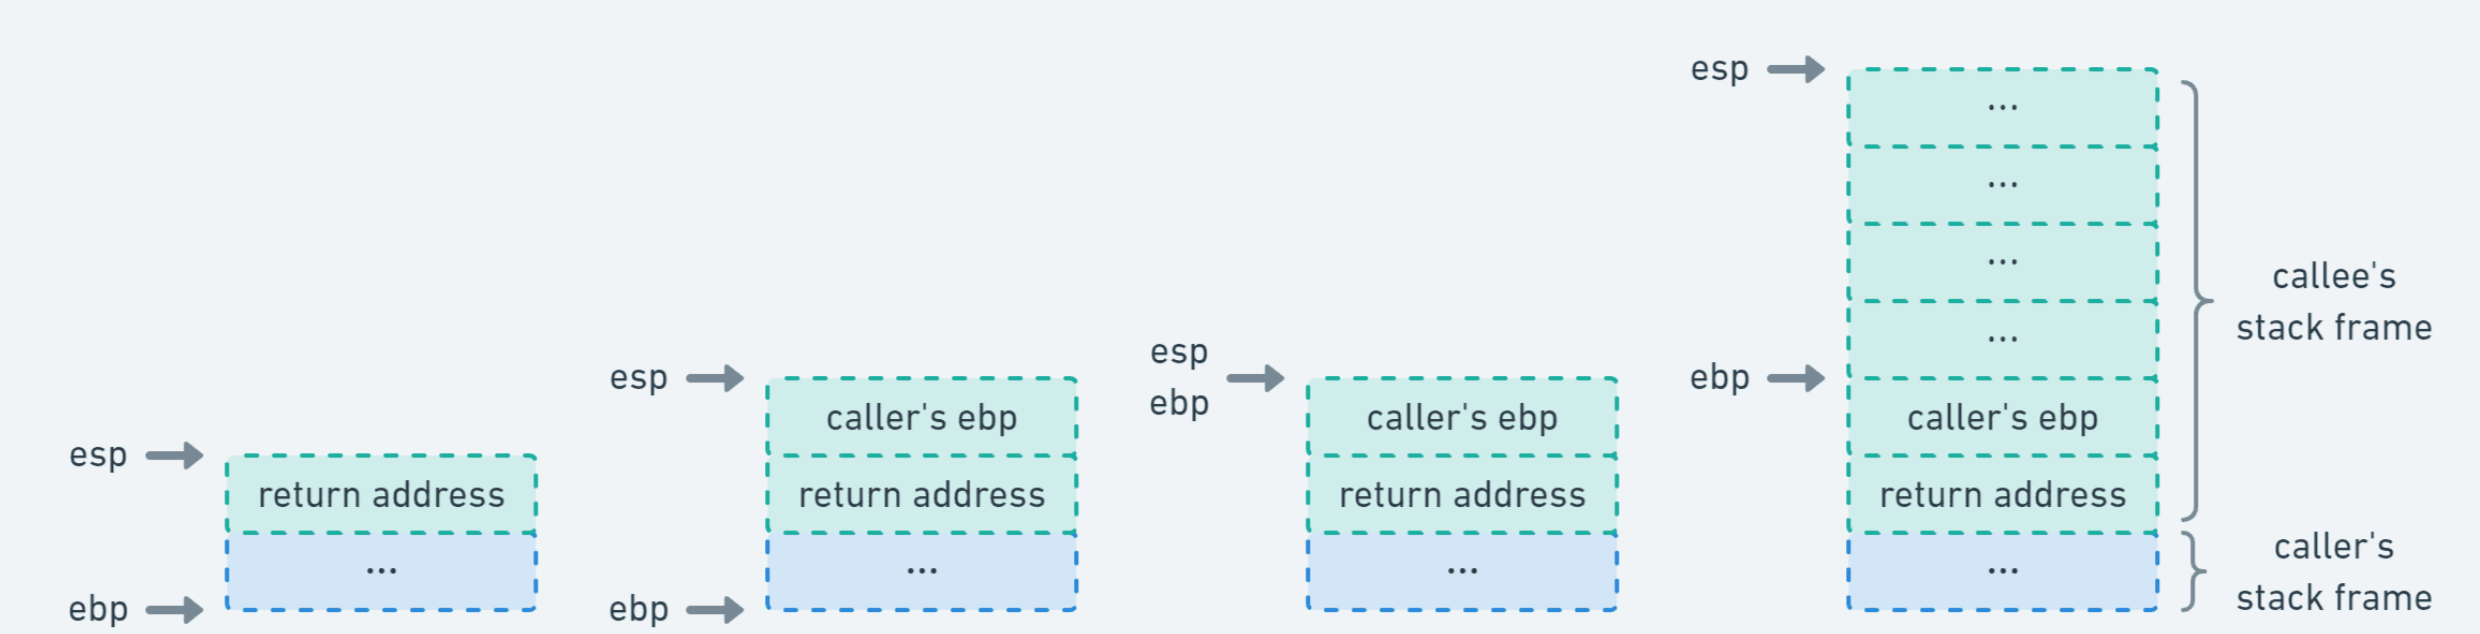 esp
return address
...
ebp
esp
caller's ebp
return address
...
ebp
esp
ebp
caller's ebp
return address
...
esp
...
...
...
...
ebp
caller's ebp
return address
...
callee's
stack frame
caller's
stack frame